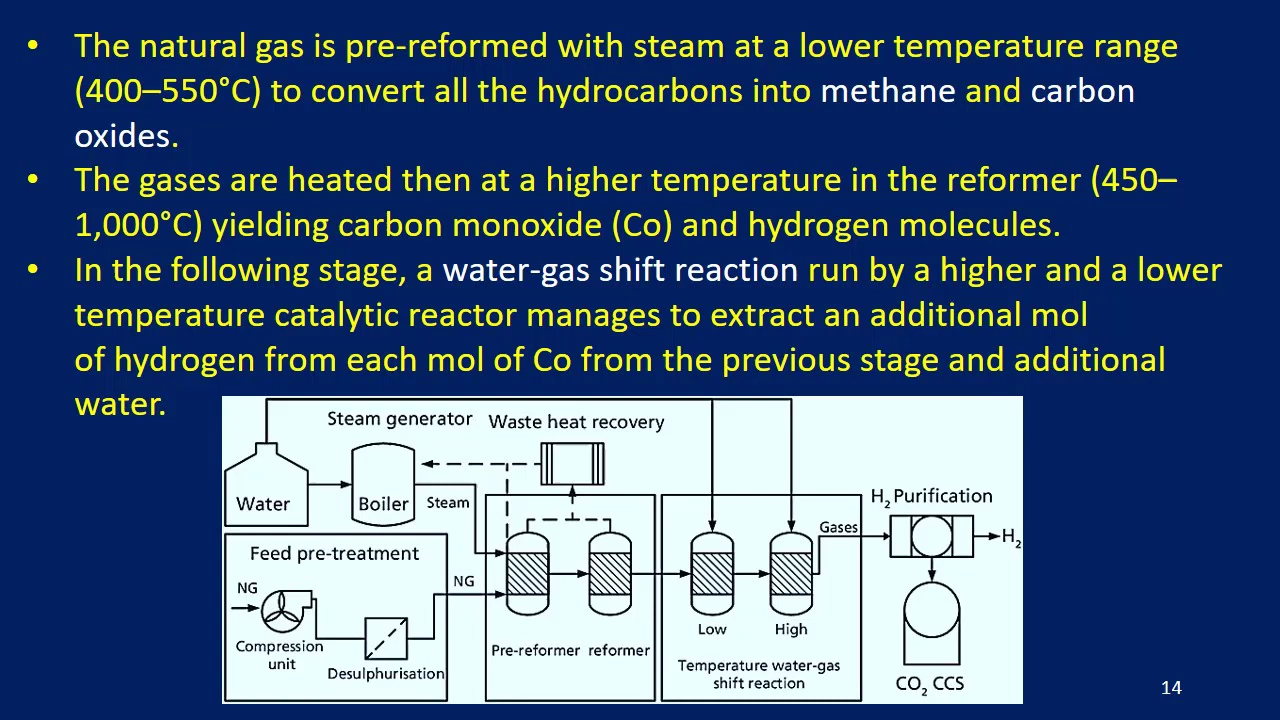 • The natural gas is pre-reformed with steam at a lower temperature range
(400–550°C) to convert all the hydrocarbons into methane and carbon
oxides.
• The gases are heated then at a higher temperature in the reformer (450–
1,000°C) yielding carbon monoxide (Co) and hydrogen molecules.
• In the following stage, a water-gas shift reaction run by a higher and a lower
temperature catalytic reactor manages to extract an additional mol
of hydrogen from each mol of Co from the previous stage and additional
water.
Steam generator
Waste heat recovery
Water
Boiler
Steam
H₂ Purification
Gases
H₂
Feed pre-treatment
NG
NG
Compression
unit
Desulphurisation
Pre-reformer
reformer
Low
High
Temperature water-gas
shift reaction
CO₂ CCS
14